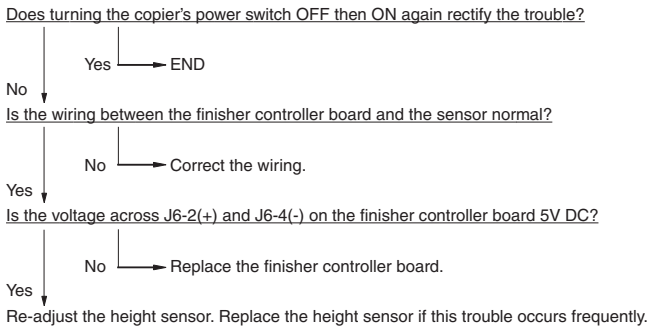 Does turning the copier's power switch OFF then ON again rectify the trouble?
Yes
END
No
Is the wiring between the finisher controller board and the sensor normal?
No
Correct the wiring.
Yes
Is the voltage across J6-2(+) and J6-4(-) on the finisher controller board 5V DC?
No
Replace the finisher controller board.
Yes
Re-adjust the height sensor. Replace the height sensor if this trouble occurs frequently.